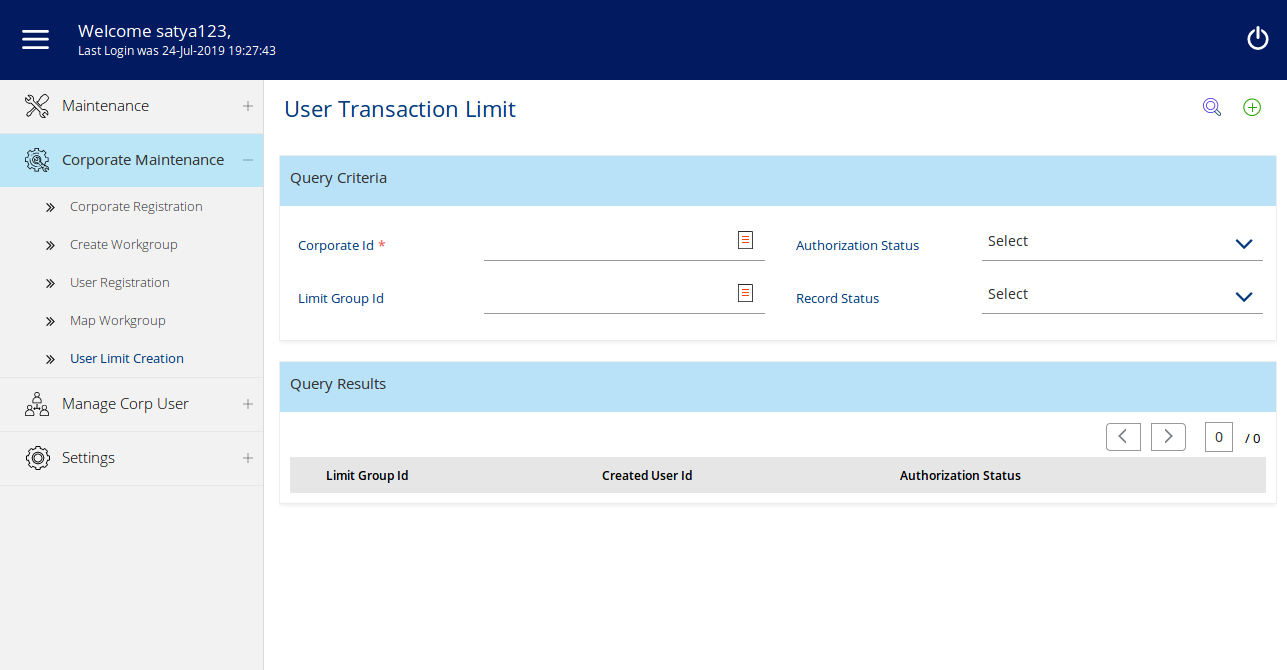 Welcome satya123,
Last Login was 24-Jul-2019 19:27:43
Maintenance
Corporate Maintenance
Corporate Registration
Create Workgroup
User Registration
Map Workgroup
User Limit Creation
Manage Corp User
Settings
User Transaction Limit
Query Criteria
Corporate Id *
Authorization Status
Select
Limit Group Id
Record Status
Select
Query Results
0 / 0
Limit Group Id Created User Id Authorization Status